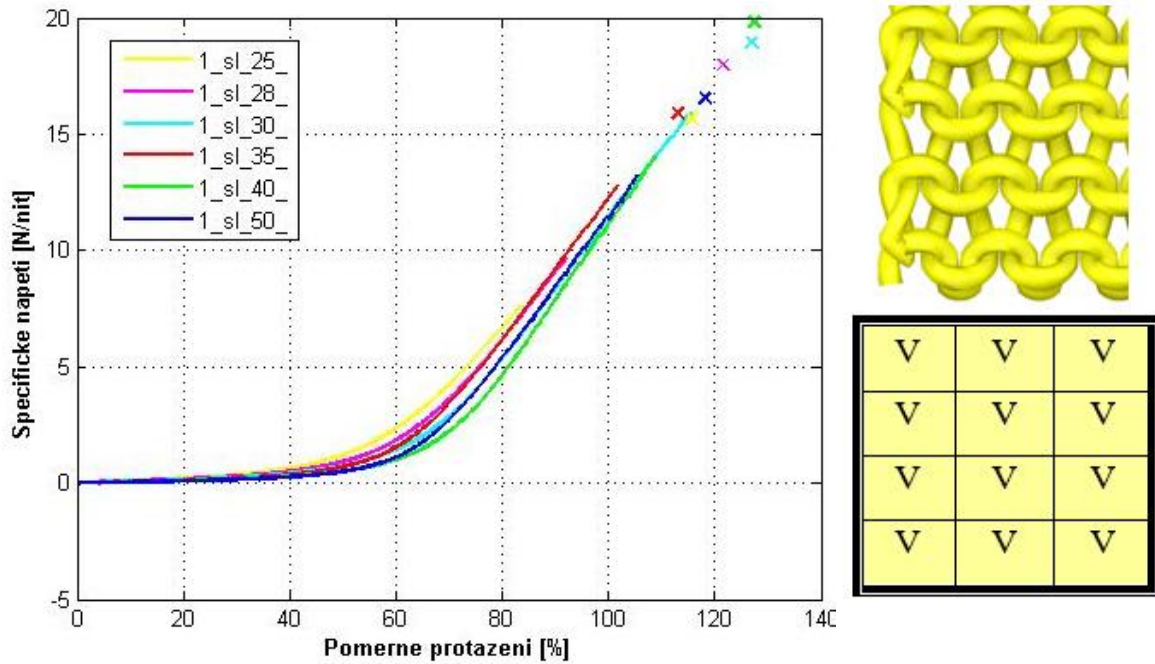 20
15
10
5
0
-5
Specificke napeti [N/nit]
1_sl_25_
1_sl_28_
1_sl_30_
1_sl_35_
1_sl_40_
1_sl_50_
0 20 40 60 80 100 120 140
Pomerne protazeni [%]
V V V
V V V
V V V
V V V